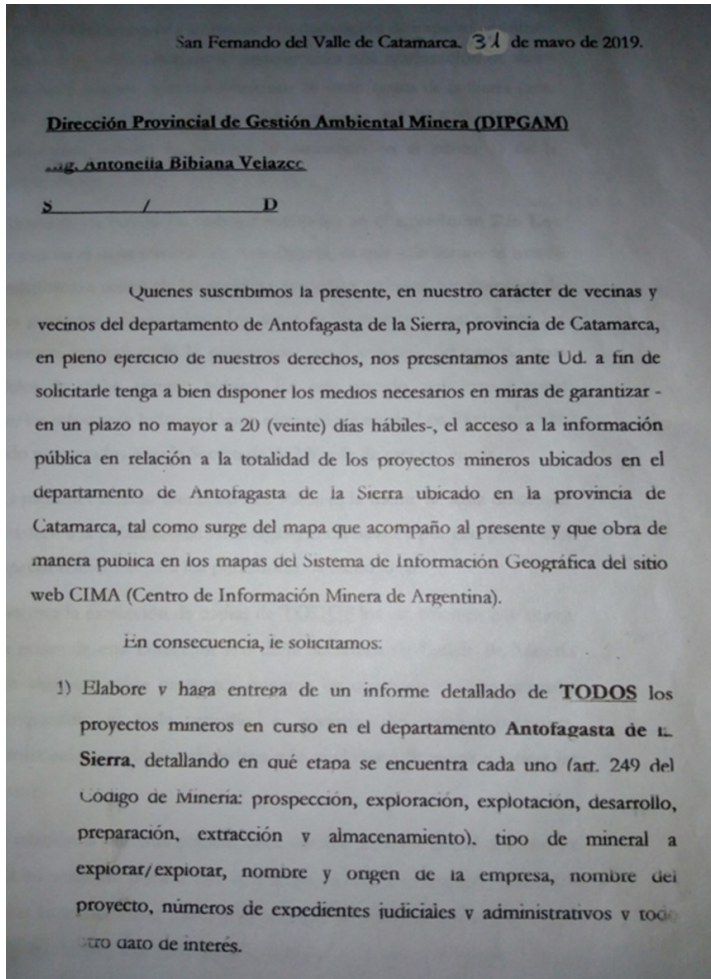 San Fernando del Valle de Catamarca. 31 de mayo de 2019.
Dirección Provincial de Gestión Ambiental Minera (DIPGAM)
Antonella Bibiana Velazco
S / D
Quienes suscribimos la presente, en nuestro carácter de vecinas y
vecinos del departamento de Antofagasta de la Sierra, provincia de Catamarca,
en pleno ejercicio de nuestros derechos, nos presentamos ante Ud. a fin de
solicitarle tenga a bien disponer los medios necesarios en miras de garantizar -
en un plazo no mayor a 20 (veinte) días hábiles-, el acceso a la información
pública en relación a la totalidad de los proyectos mineros ubicados en el
departamento de Antofagasta de la Sierra ubicado en la provincia de
Catamarca, tal como surge del mapa que acompaño al presente y que obra de
manera publica en los mapas del Sistema de Información Geográfica del sitio
web CIMA (Centro de Información Minera de Argentina).
En consecuencia, le solicitamos:
1) Elabore y haga entrega de un informe detallado de TODOS los
proyectos mineros en curso en el departamento Antofagasta de
Sierra, detallando en qué etapa se encuentra cada uno (art. 249 del
Código de Minería: prospección, exploración, explotación, desarrollo,
preparación, extracción y almacenamiento), tipo de mineral a
explorar/explotar, nombre y origen de la empresa, nombre del
proyecto, números de expedientes judiciales y administrativos y todo
otro dato de interés.